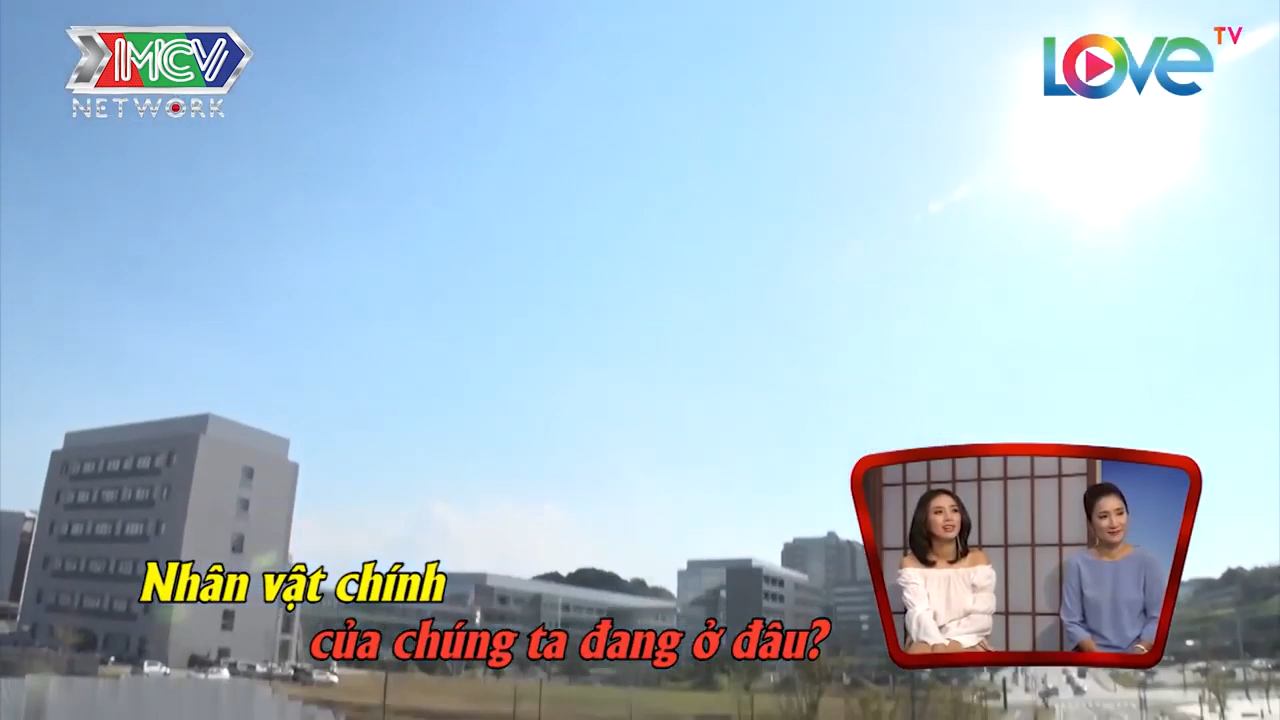 MCV
NETWORK
LOVE TV
Nhân vật chính
của chúng ta đang ở đâu?